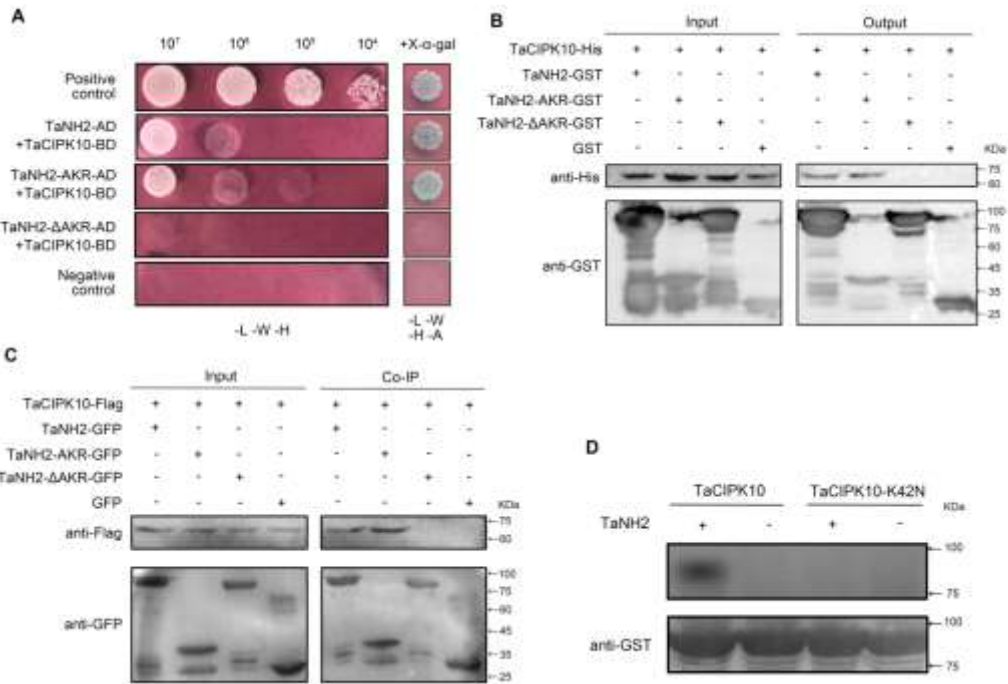 A
10⁷ 10⁶ 10⁵ 10⁴ +X-α-gal
Positive
control
TaNH2-AD
+TaCIPK10-BD
TaNH2-AKR-AD
+TaCIPK10-BD
TaNH2-ΔAKR-AD
+TaCIPK10-BD
Negative
control
-L -W -H
-L -W
-H -A
B
Input Output
TaCIPK10-His + + + + + + + +
TaNH2-GST + - - - + - - -
TaNH2-AKR-GST - + - - - + - -
TaNH2-ΔAKR-GST - - + - - - + -
GST - - - + - - - +
KDa
anti-His
75
60
anti-GST
100
75
60
45
35
25
C
Input Co-IP
TaCIPK10-Flag + + + + + + + +
TaNH2-GFP + - - - + - - -
TaNH2-AKR-GFP - + - - - + - -
TaNH2-ΔAKR-GFP - - + - - - + -
GFP - - - + - - - +
KDa
anti-Flag
75
60
anti-GFP
100
75
60
45
35
25
D
TaCIPK10 TaCIPK10-K42N
KDa
TaNH2 + - + -
100
75
anti-GST
100
75